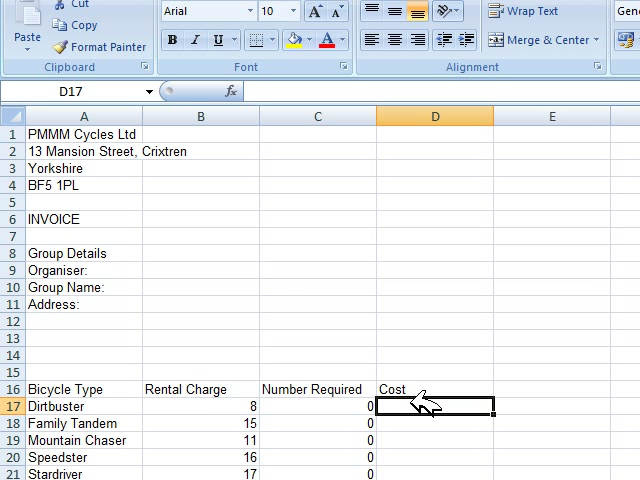 Cut
Copy
Paste
Format Painter
Clipboard
Arial 10 A A
B I U A
Font
Wrap Text
Merge & Center
Alignment
D17 fx
A B C D E
1 PMMM Cycles Ltd
2 13 Mansion Street, Crixtren
3 Yorkshire
4 BF5 1PL
5
6 INVOICE
7
8 Group Details
9 Organiser:
10 Group Name:
11 Address:
12
13
14
15
16 Bicycle Type Rental Charge Number Required Cost
17 Dirtbuster 8 0
18 Family Tandem 15 0
19 Mountain Chaser 11 0
20 Speedster 16 0
21 Stardriver 17 0